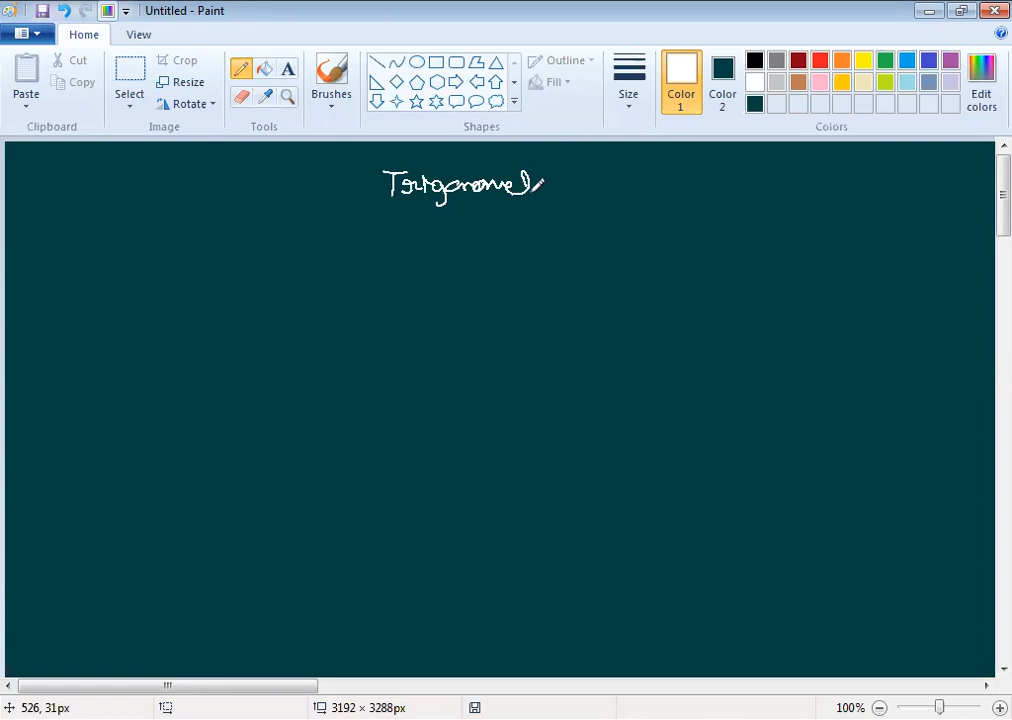 Untitled - Paint
Home View
Paste
Cut
Copy
Clipboard
Select
Crop
Resize
Rotate
Image
Tools
Brushes
Outline
Fill
Shapes
Size
Color 1
Color 2
Edit colors
Colors
526, 31px
3192 × 3288px
100%